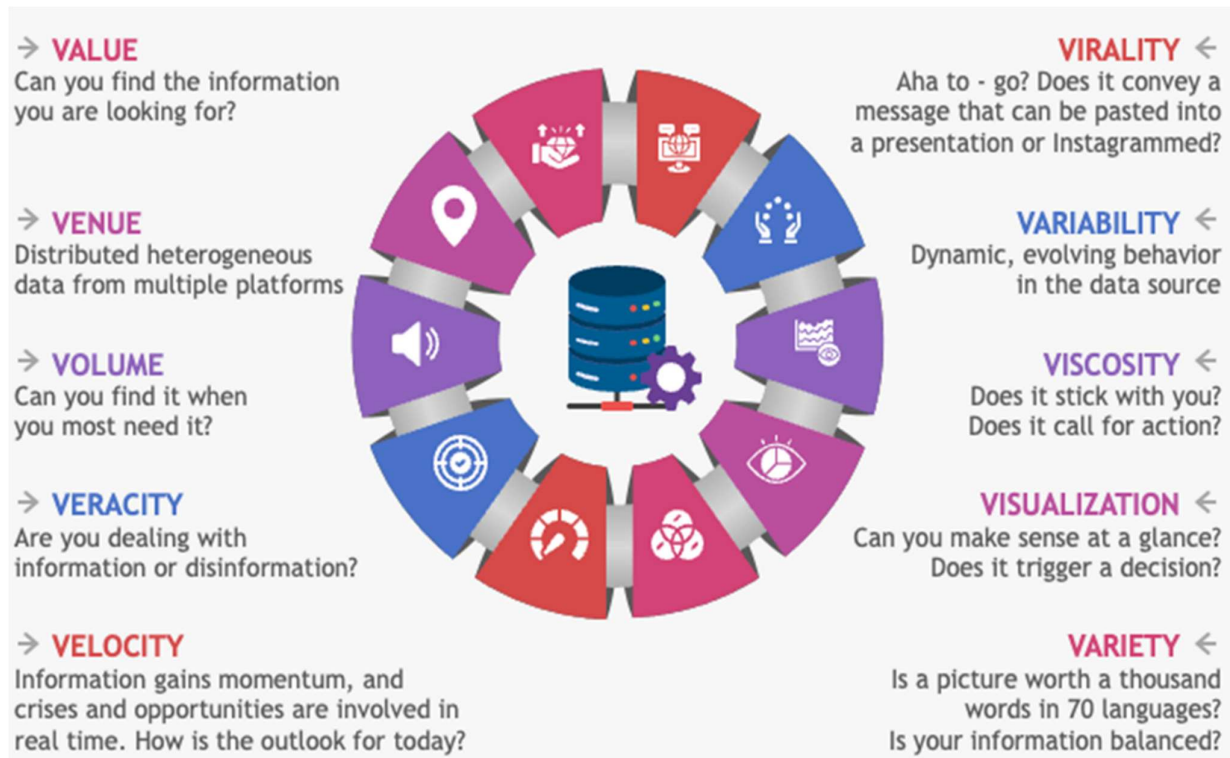 VALUE
Can you find the information
you are looking for?
VENUE
Distributed heterogeneous
data from multiple platforms
VOLUME
Can you find it when
you most need it?
VERACITY
Are you dealing with
information or disinformation?
VELOCITY
Information gains momentum, and
crises and opportunities are involved in
real time. How is the outlook for today?
VIRALITY
Aha to - go? Does it convey a
message that can be pasted into
a presentation or Instagrammed?
VARIABILITY
Dynamic, evolving behavior
in the data source
VISCOSITY
Does it stick with you?
Does it call for action?
VISUALIZATION
Can you make sense at a glance?
Does it trigger a decision?
VARIETY
Is a picture worth a thousand
words in 70 languages?
Is your information balanced?